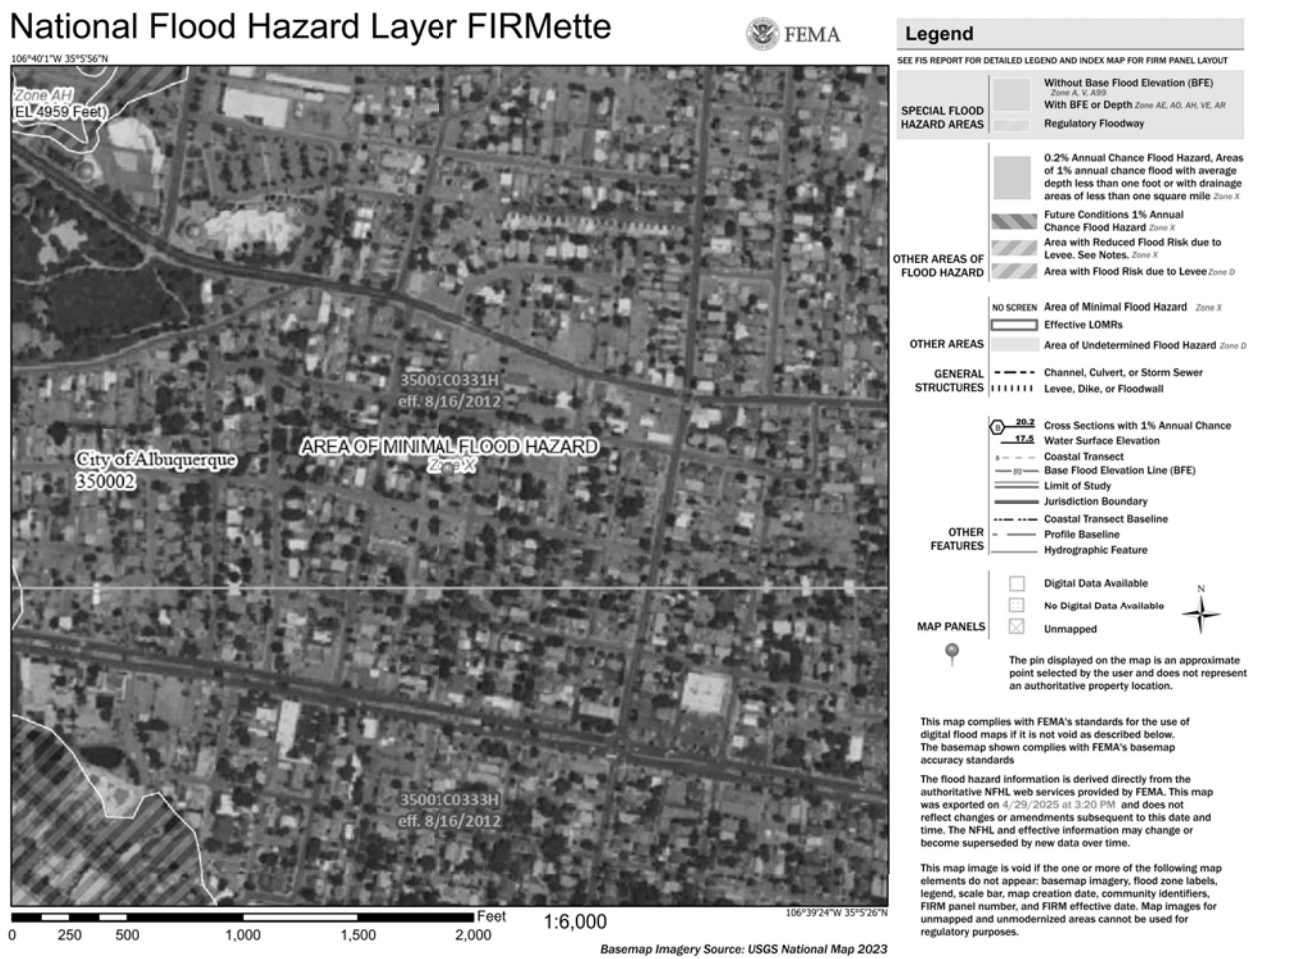 National Flood Hazard Layer FIRMette
FEMA
106°40'1"W 35°5'56"N
Zone AH
(EL 4959 Feet)
35001C0331H
eff. 8/16/2012
AREA OF MINIMAL FLOOD HAZARD
Zone X
City of Albuquerque
350002
35001C0333H
eff. 8/16/2012
106°39'24"W 35°5'26"N
Feet
1:6,000
0 250 500 1,000 1,500 2,000
Basemap Imagery Source: USGS National Map 2023
Legend
SEE FIS REPORT FOR DETAILED LEGEND AND INDEX MAP FOR FIRM PANEL LAYOUT
SPECIAL FLOOD
HAZARD AREAS
Without Base Flood Elevation (BFE)
Zone A, V, A99
With BFE or Depth Zone AE, AO, AH, VE, AR
Regulatory Floodway
0.2% Annual Chance Flood Hazard, Areas
of 1% annual chance flood with average
depth less than one foot or with drainage
areas of less than one square mile Zone X
Future Conditions 1% Annual
Chance Flood Hazard Zone X
Area with Reduced Flood Risk due to
Levee. See Notes. Zone X
Area with Flood Risk due to Levee Zone D
OTHER AREAS OF
FLOOD HAZARD
NO SCREEN Area of Minimal Flood Hazard Zone X
Effective LOMRs
Area of Undetermined Flood Hazard Zone D
OTHER AREAS
GENERAL
STRUCTURES
Channel, Culvert, or Storm Sewer
Levee, Dike, or Floodwall
B 20.2 Cross Sections with 1% Annual Chance
17.5 Water Surface Elevation
8 Coastal Transect
513 Base Flood Elevation Line (BFE)
Limit of Study
Jurisdiction Boundary
Coastal Transect Baseline
Profile Baseline
Hydrographic Feature
OTHER
FEATURES
Digital Data Available
No Digital Data Available
Unmapped
MAP PANELS
N
The pin displayed on the map is an approximate
point selected by the user and does not represent
an authoritative property location.
This map complies with FEMA's standards for the use of
digital flood maps if it is not void as described below.
The basemap shown complies with FEMA's basemap
accuracy standards
The flood hazard information is derived directly from the
authoritative NFHL web services provided by FEMA. This map
was exported on 4/29/2025 at 3:20 PM and does not
reflect changes or amendments subsequent to this date and
time. The NFHL and effective information may change or
become superseded by new data over time.
This map image is void if the one or more of the following map
elements do not appear: basemap imagery, flood zone labels,
legend, scale bar, map creation date, community identifiers,
FIRM panel number, and FIRM effective date. Map images for
unmapped and unmodernized areas cannot be used for
regulatory purposes.